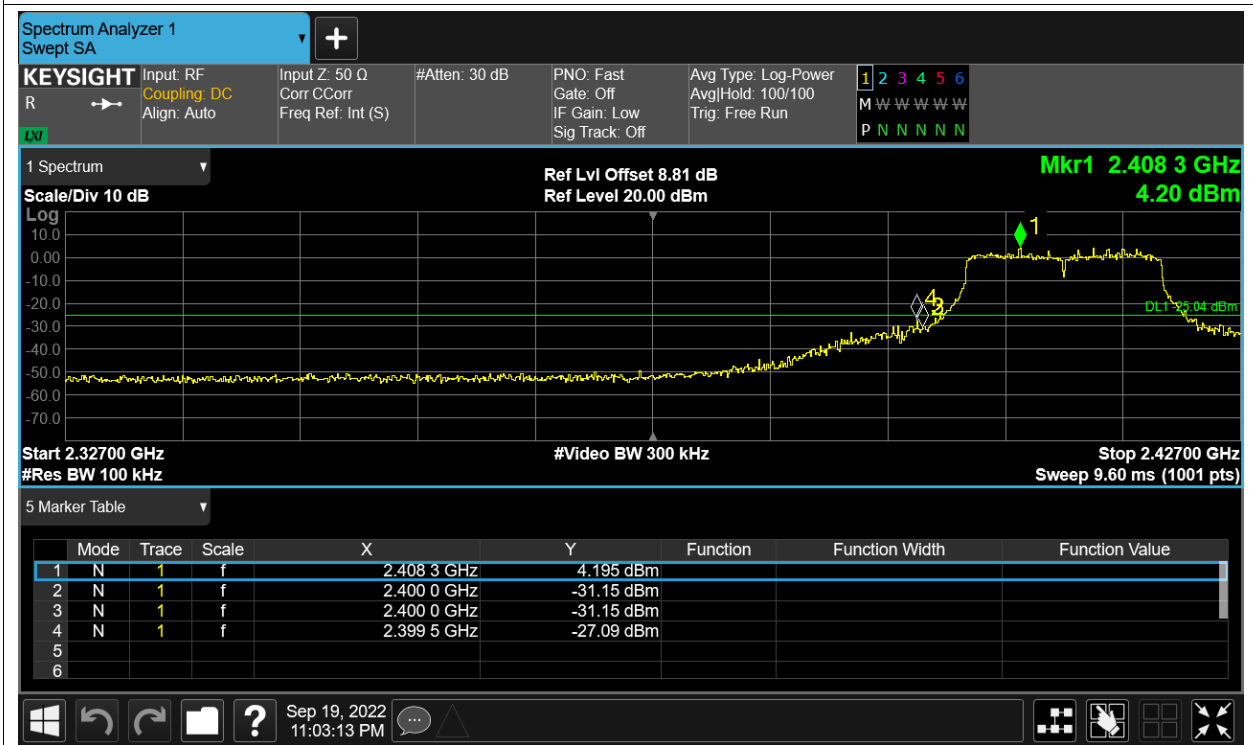 Spectrum Analyzer 1
Swept SA
KEYSIGHT
R
LXI
Input: RF
Coupling: DC
Align: Auto
Input Z: 50 Ω
Corr CCorr
Freq Ref: Int (S)
#Atten: 30 dB
PNO: Fast
Gate: Off
IF Gain: Low
Sig Track: Off
Avg Type: Log-Power
Avg|Hold: 100/100
Trig: Free Run
1 2 3 4 5 6
M W W W W W
P N N N N N
1 Spectrum
Scale/Div 10 dB
Ref Lvl Offset 8.81 dB
Ref Level 20.00 dBm
Mkr1 2.408 3 GHz
4.20 dBm
Log
10.0
0.00
-10.0
-20.0
-30.0
-40.0
-50.0
-60.0
-70.0
1
4
DL1 -25.04 dBm
Start 2.32700 GHz
#Video BW 300 kHz
Stop 2.42700 GHz
#Res BW 100 kHz
Sweep 9.60 ms (1001 pts)
5 Marker Table
Mode Trace Scale X Y Function Function Width Function Value
1 N 1 f 2.408 3 GHz 4.195 dBm
2 N 1 f 2.400 0 GHz -31.15 dBm
3 N 1 f 2.400 0 GHz -31.15 dBm
4 N 1 f 2.399 5 GHz -27.09 dBm
5
6
?
Sep 19, 2022
11:03:13 PM